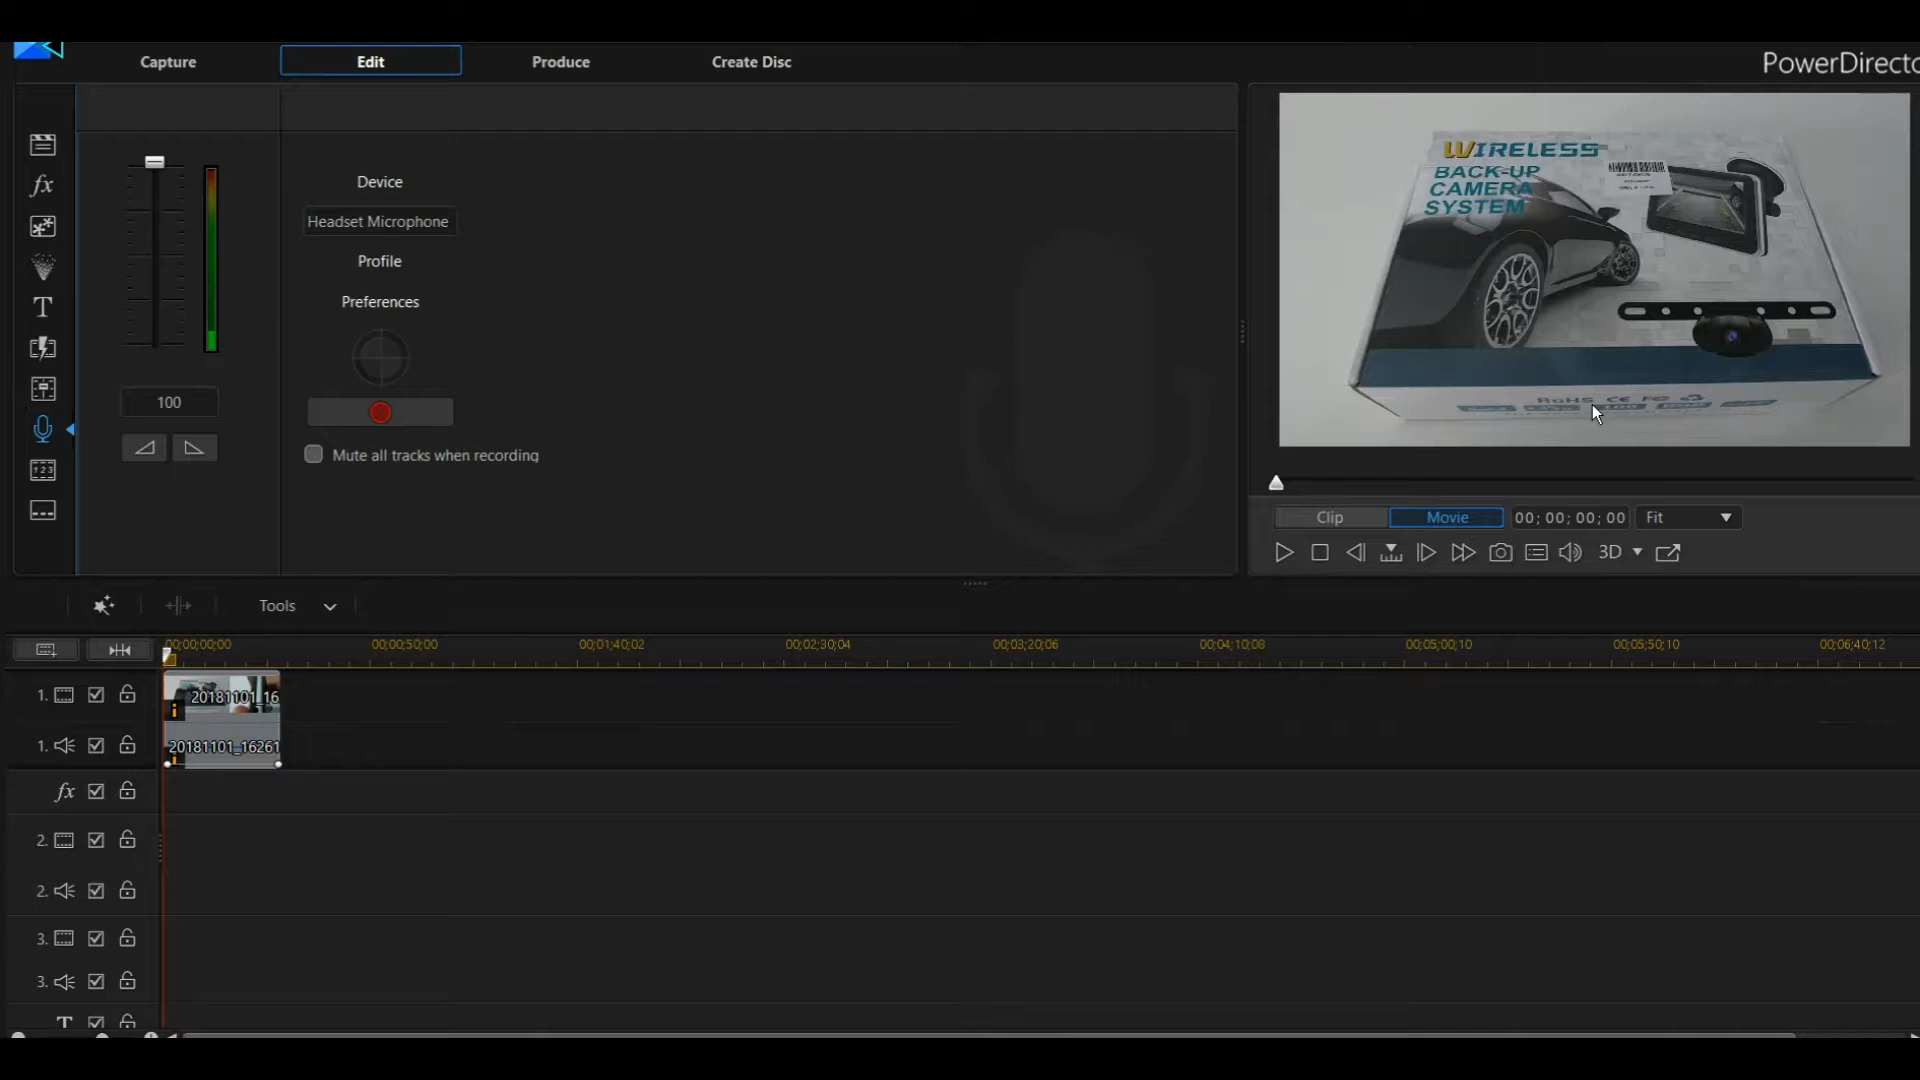 Capture Edit Produce Create Disc PowerDirecto
Device
Headset Microphone
Profile
Preferences
100
Mute all tracks when recording
WIRELESS
BACK-UP
CAMERA
SYSTEM
RoHS CE FC
Clip Movie 00; 00; 00; 00 Fit
3D
Tools
00;00;00;00 00;00;50;00 00;01;40;02 00;02;30;04 00;03;20;06 00;04;10;08 00;05;00;10 00;05;50;10 00;06;40;12
1. 20181101_16
1. 20181101_16261
fx
2.
2.
3.
3.
T